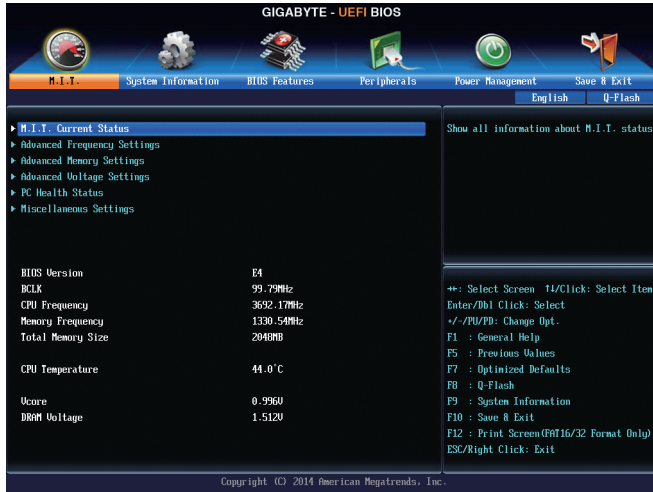 GIGABYTE - UEFI BIOS
M.I.T. System Information BIOS Features Peripherals Power Management Save & Exit
English Q-Flash
M.I.T. Current Status
Advanced Frequency Settings
Advanced Memory Settings
Advanced Voltage Settings
PC Health Status
Miscellaneous Settings
Show all information about M.I.T. status
BIOS Version E4
BCLK 99.79MHz
CPU Frequency 3692.17MHz
Memory Frequency 1330.54MHz
Total Memory Size 2048MB
CPU Temperature 44.0°C
Vcore 0.996V
DRAM Voltage 1.512V
→←: Select Screen ↑↓/Click: Select Item
Enter/Dbl Click: Select
+/-/PU/PD: Change Opt.
F1 : General Help
F5 : Previous Values
F7 : Optimized Defaults
F8 : Q-Flash
F9 : System Information
F10 : Save & Exit
F12 : Print Screen(FAT16/32 Format Only)
ESC/Right Click: Exit
Copyright (C) 2014 American Megatrends, Inc.